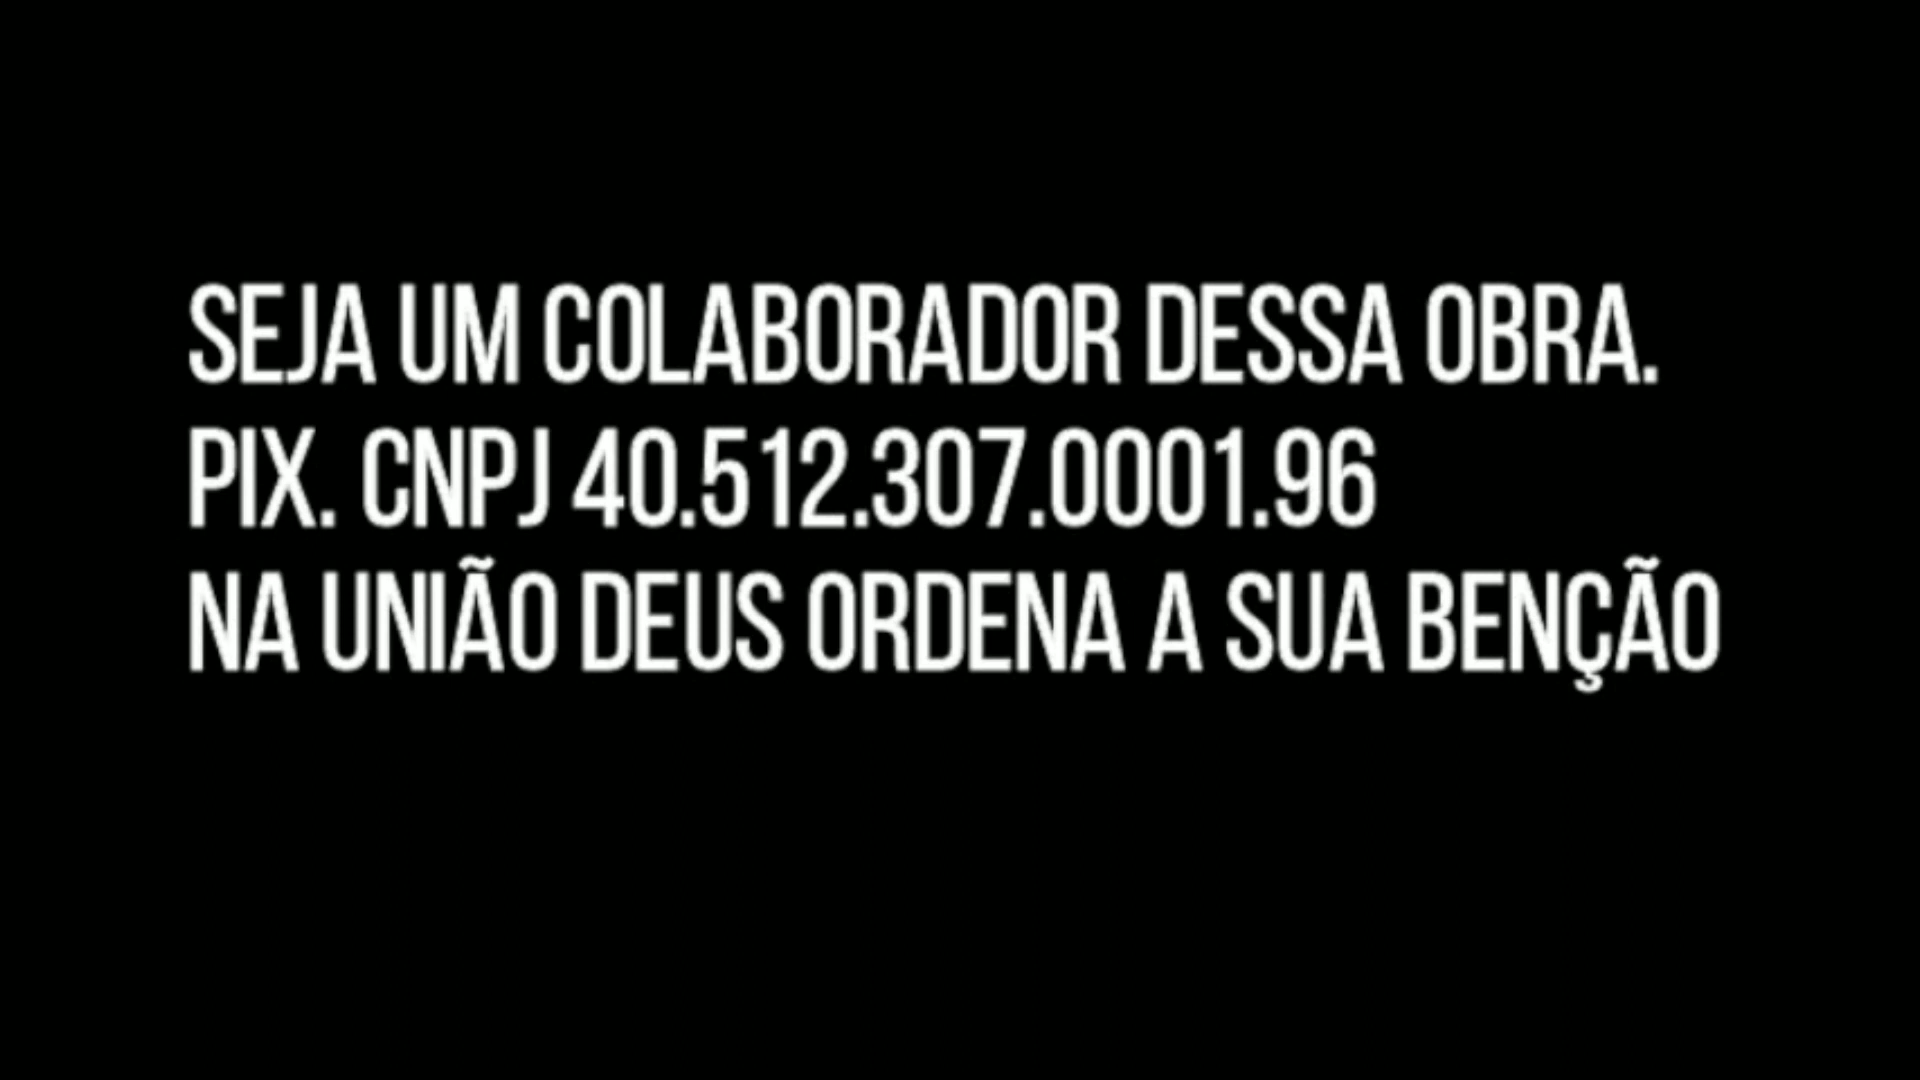 SEJA UM COLABORADOR DESSA OBRA.
PIX. CNPJ 40.512.307.0001.96
NA UNIÃO DEUS ORDENA A SUA BENÇÃO